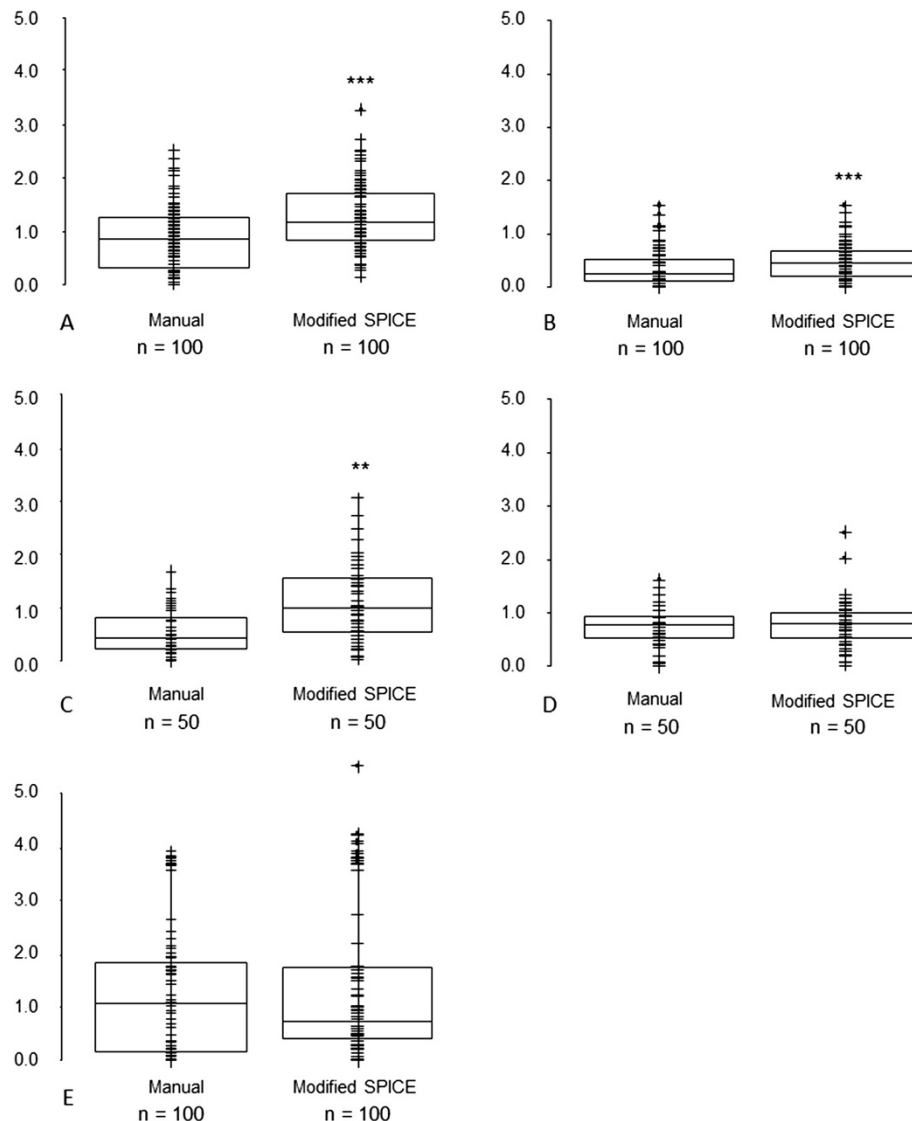 5.0
4.0
3.0
2.0
1.0
0.0
***
A
Manual
n = 100
Modified SPICE
n = 100
5.0
4.0
3.0
2.0
1.0
0.0
***
B
Manual
n = 100
Modified SPICE
n = 100
5.0
4.0
3.0
2.0
1.0
0.0
**
C
Manual
n = 50
Modified SPICE
n = 50
5.0
4.0
3.0
2.0
1.0
0.0
D
Manual
n = 50
Modified SPICE
n = 50
5.0
4.0
3.0
2.0
1.0
0.0
E
Manual
n = 100
Modified SPICE
n = 100